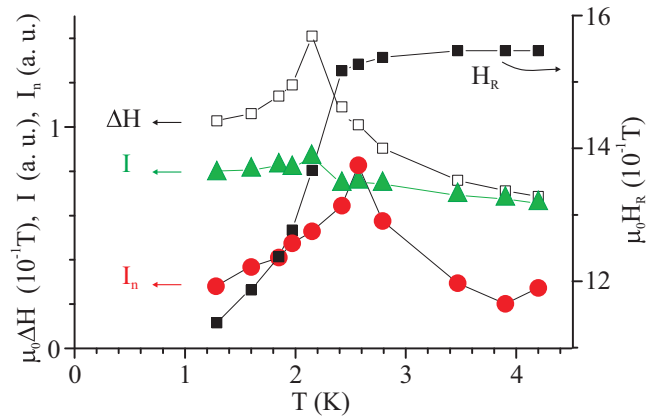 μ₀ΔH (10⁻¹T), I (a. u.), Iₙ (a. u.)
1
0
ΔH
I
Iₙ
H_R
16
14
12
μ₀H_R (10⁻¹T)
0 1 2 3 4
T (K)